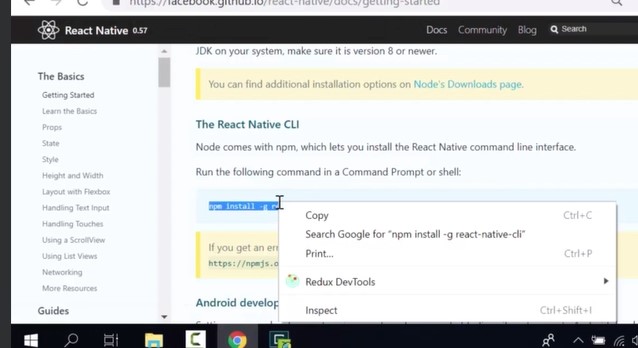 https://facebook.github.io/react-native/docs/getting-started
React Native 0.57
Docs Community Blog Search
JDK on your system, make sure it is version 8 or newer.
The Basics
Getting Started
Learn the Basics
Props
State
Style
Height and Width
Layout with Flexbox
Handling Text Input
Handling Touches
Using a ScrollView
Using List Views
Networking
More Resources
Guides
You can find additional installation options on Node's Downloads page.
The React Native CLI
Node comes with npm, which lets you install the React Native command line interface.
Run the following command in a Command Prompt or shell:
npm install -g r
If you get an err
https://npmjs.o
Android develop
Copy Ctrl+C
Search Google for "npm install -g react-native-cli"
Print... Ctrl+P
Redux DevTools
Inspect Ctrl+Shift+I